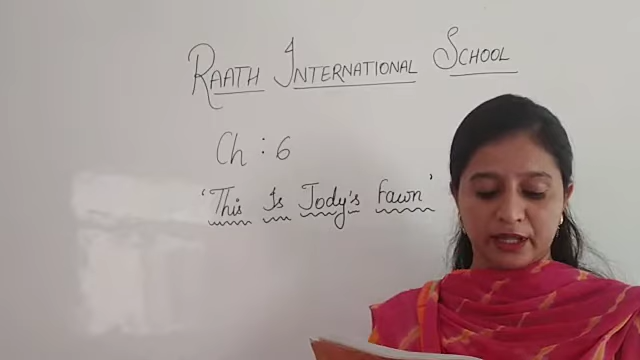 RAATH INTERNATIONAL SCHOOL
Ch : 6
'This Is Jody's Fawn'